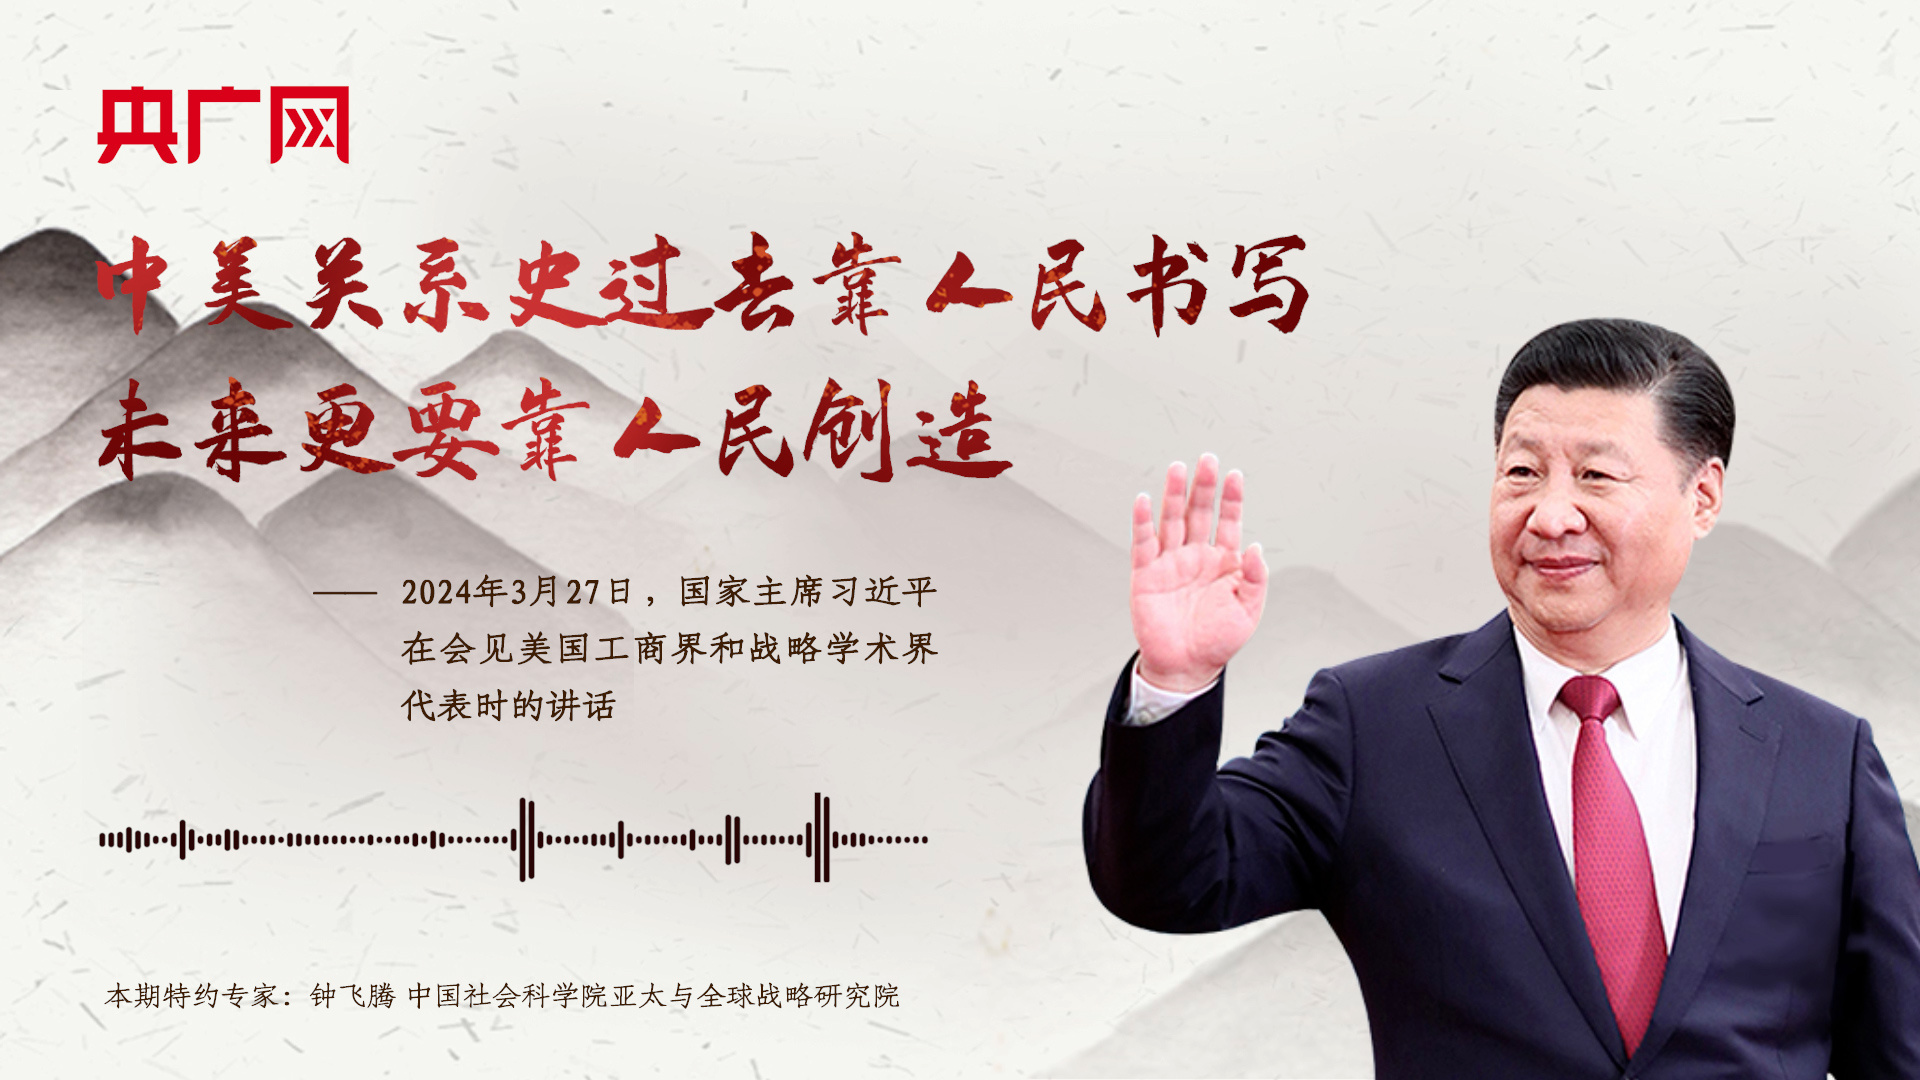 央广网
中美关系史过去靠人民书写
未来更要靠人民创造
—— 2024年3月27日，国家主席习近平
在会见美国工商界和战略学术界
代表时的讲话
本期特约专家：钟飞腾 中国社会科学院亚太与全球战略研究院